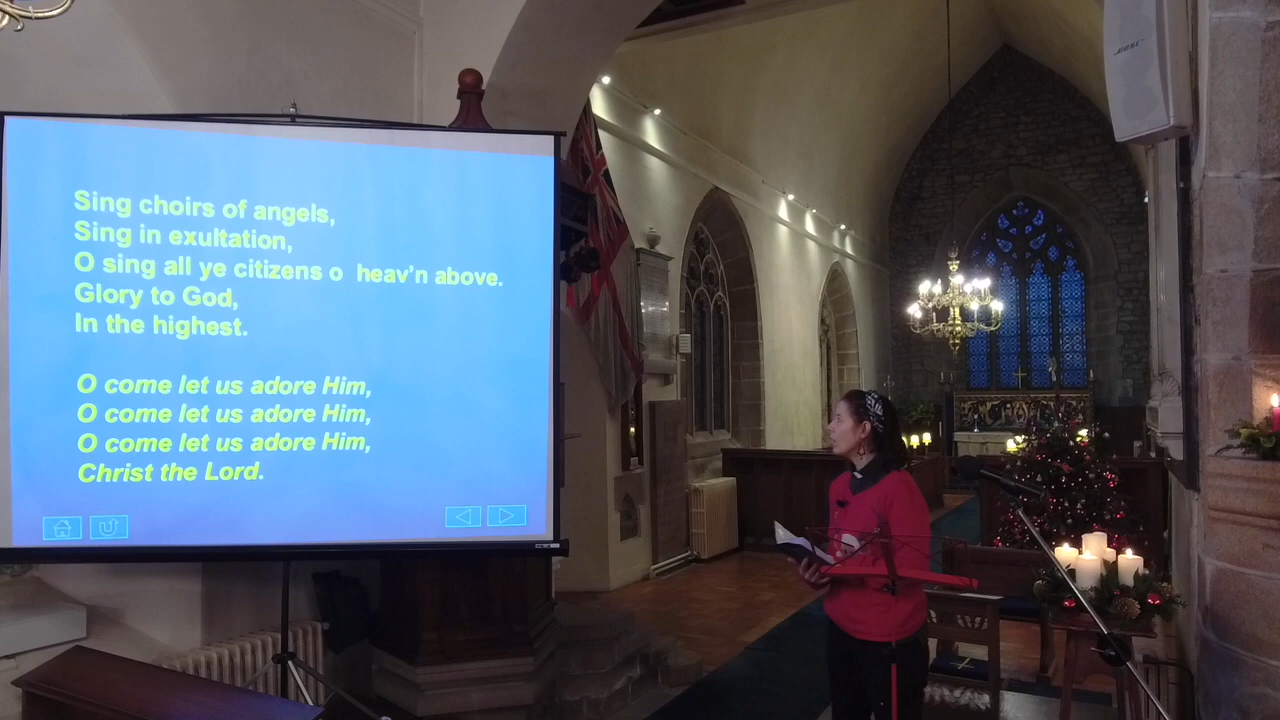 Sing choirs of angels,
Sing in exultation,
O sing all ye citizens o  heav'n above.
Glory to God,
In the highest.
O come let us adore Him,
O come let us adore Him,
O come let us adore Him,
Christ the Lord.
BOSE